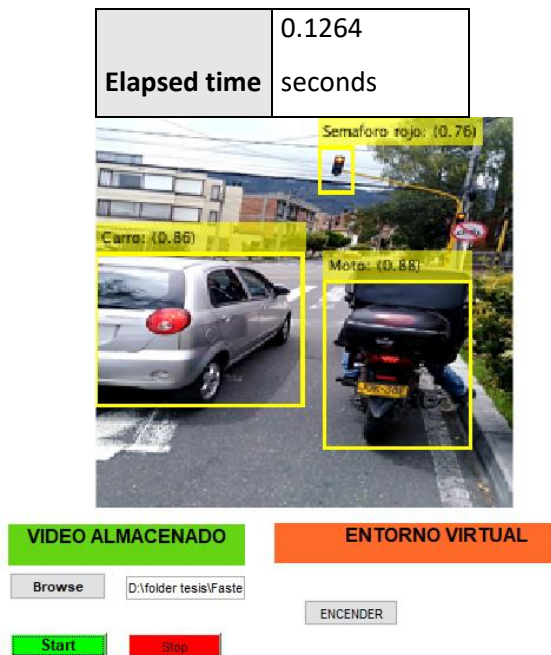 0.1264
Elapsed time seconds
Semaforo rojo: (0.76)
Carro: (0.86)
Moto: (0.88)
VIDEO ALMACENADO ENTORNO VIRTUAL
Browse D:\folder tesis\Faste
ENCENDER
Start Stop